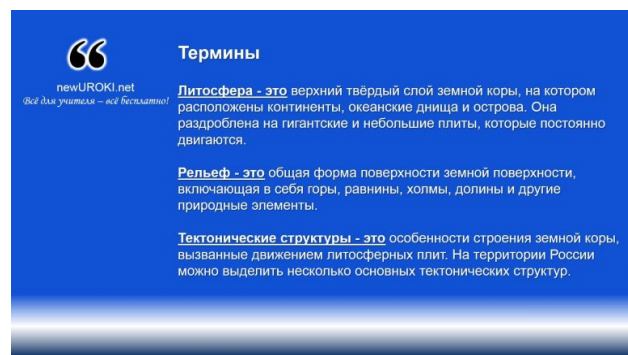 newUROKI.net
Всё для учителя – всё бесплатно!
Термины
Литосфера - это верхний твёрдый слой земной коры, на котором
расположены континенты, океанские днища и острова. Она
раздроблена на гигантские и небольшие плиты, которые постоянно
двигаются.
Рельеф - это общая форма поверхности земной поверхности,
включающая в себя горы, равнины, холмы, долины и другие
природные элементы.
Тектонические структуры - это особенности строения земной коры,
вызванные движением литосферных плит. На территории России
можно выделить несколько основных тектонических структур.